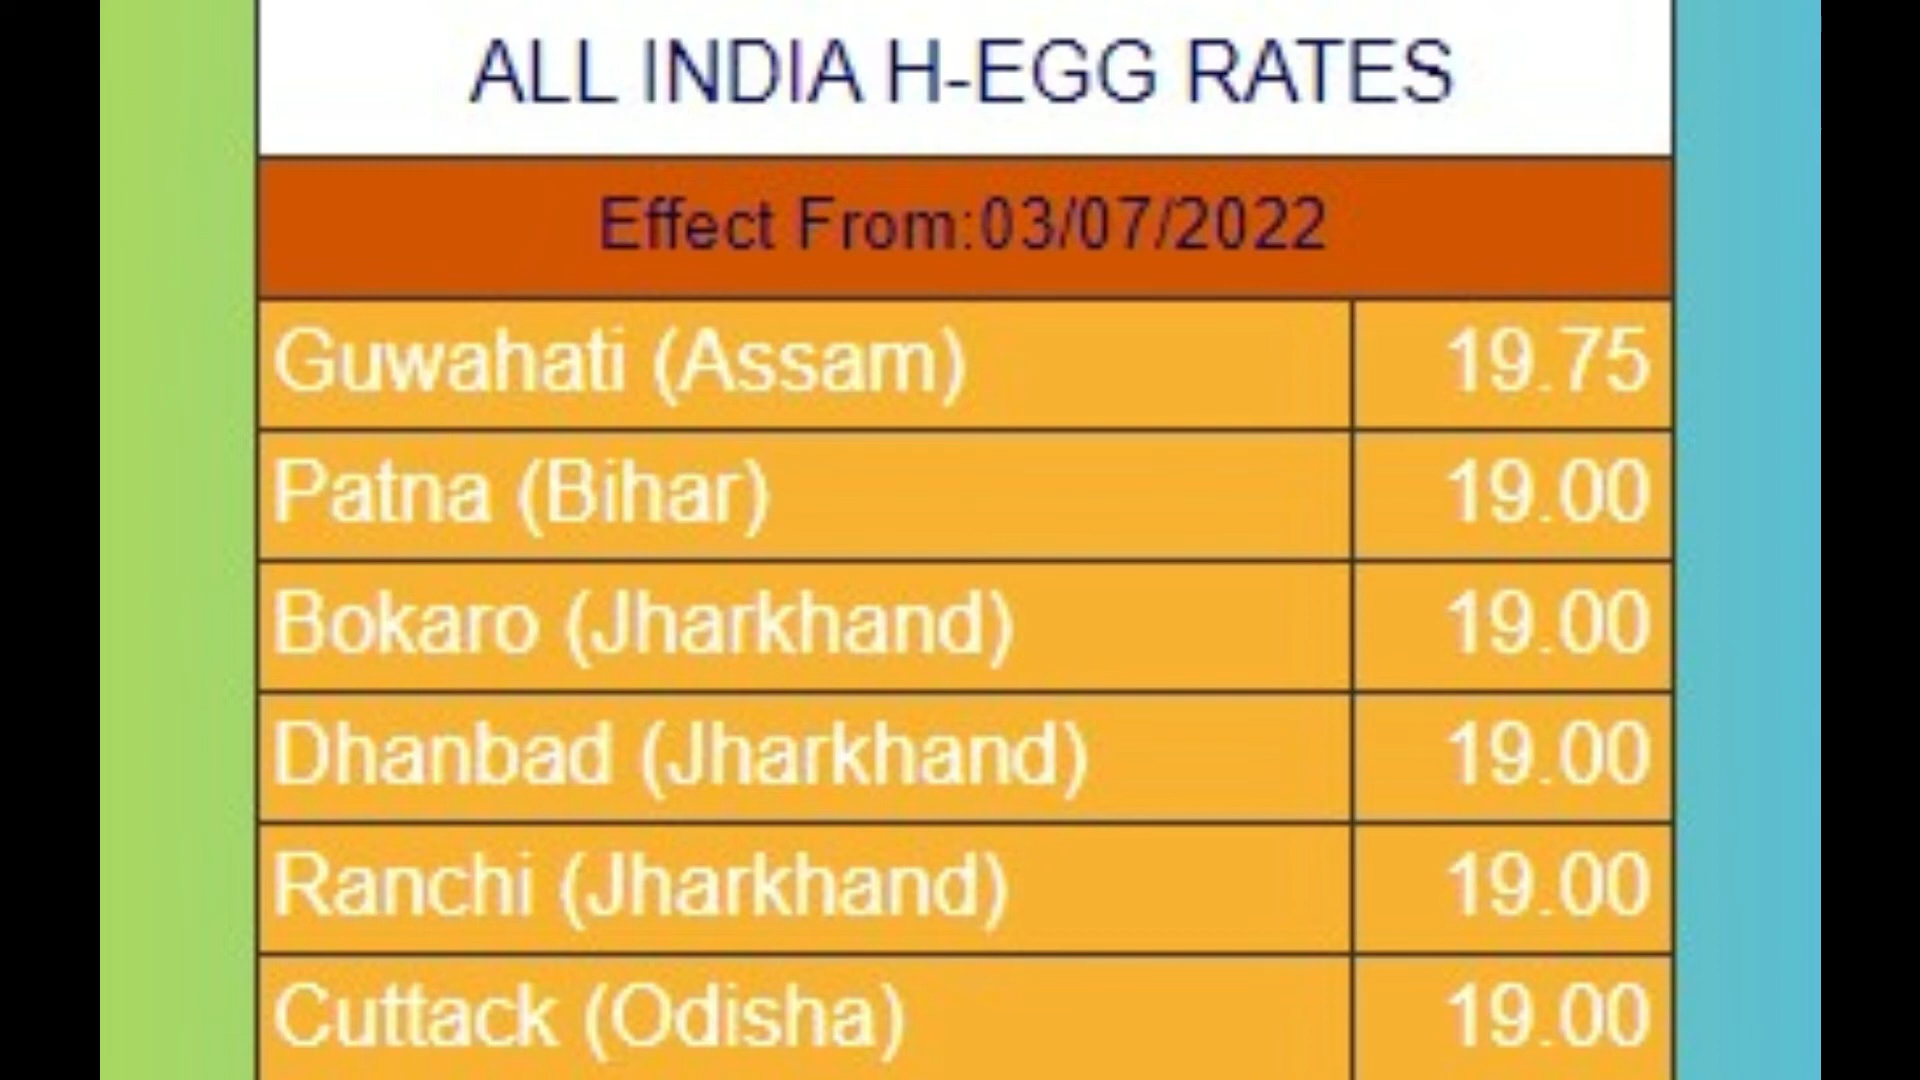 ALL INDIA H-EGG RATES
Effect From:03/07/2022
Guwahati (Assam) 19.75
Patna (Bihar) 19.00
Bokaro (Jharkhand) 19.00
Dhanbad (Jharkhand) 19.00
Ranchi (Jharkhand) 19.00
Cuttack (Odisha) 19.00